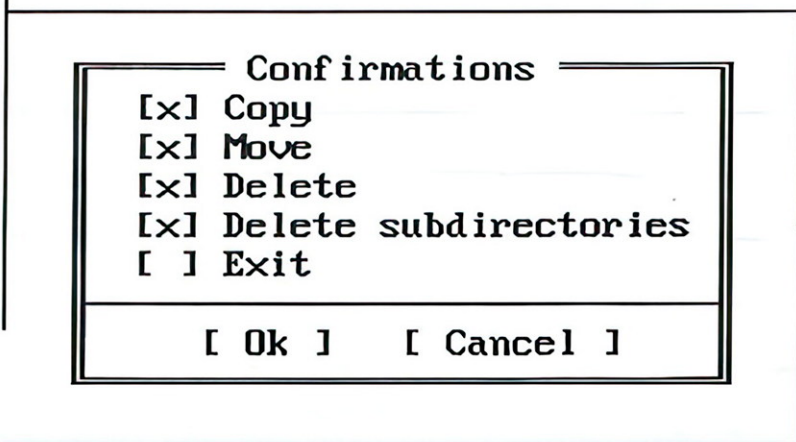 Confirmations
[x] Copy
[x] Move
[x] Delete
[x] Delete subdirectories
[ ] Exit
[ Ok ] [ Cancel ]